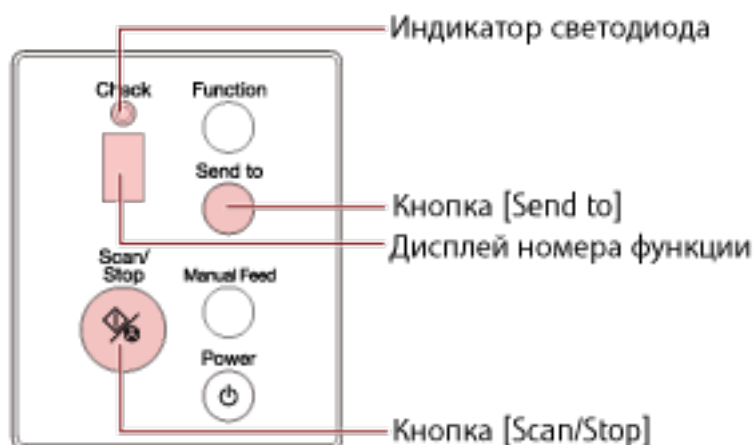 Индикатор светодиода
Check
Function
Send to
Кнопка [Send to]
Дисплей номера функции
Scan/
Stop
Manual Feed
Power
Кнопка [Scan/Stop]